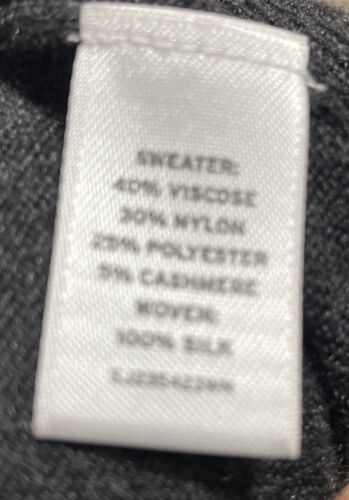 SWEATER:
40% VISCOSE
30% NYLON
25% POLYESTER
5% CASHMERE
WOVEN:
100% SILK